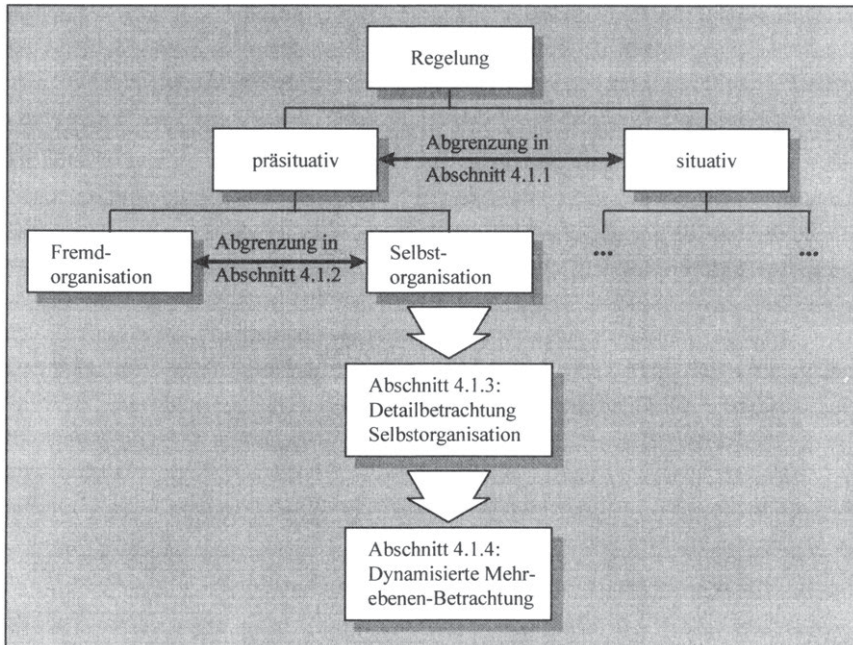 Regelung
präsituativ
Abgrenzung in
Abschnitt 4.1.1
situativ
Fremd-
organisation
Abgrenzung in
Abschnitt 4.1.2
Selbst-
organisation
...
...
Abschnitt 4.1.3:
Detailbetrachtung
Selbstorganisation
Abschnitt 4.1.4:
Dynamisierte Mehr-
ebenen-Betrachtung